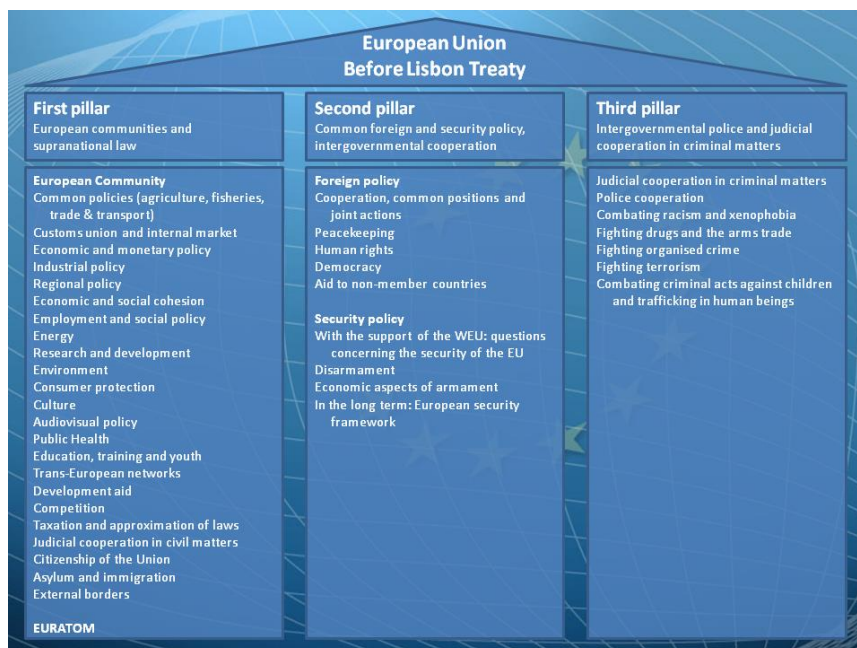 European Union
Before Lisbon Treaty
First pillar
European communities and
supranational law
Second pillar
Common foreign and security policy,
intergovernmental cooperation
Third pillar
Intergovernmental police and judicial
cooperation in criminal matters
European Community
Common policies (agriculture, fisheries,
trade & transport)
Customs union and internal market
Economic and monetary policy
Industrial policy
Regional policy
Economic and social cohesion
Employment and social policy
Energy
Research and development
Environment
Consumer protection
Culture
Audiovisual policy
Public Health
Education, training and youth
Trans-European networks
Development aid
Competition
Taxation and approximation of laws
Judicial cooperation in civil matters
Citizenship of the Union
Asylum and immigration
External borders
EURATOM
Foreign policy
Cooperation, common positions and
joint actions
Peacekeeping
Human rights
Democracy
Aid to non-member countries
Security policy
With the support of the WEU: questions
concerning the security of the EU
Disarmament
Economic aspects of armament
In the long term: European security
framework
Judicial cooperation in criminal matters
Police cooperation
Combating racism and xenophobia
Fighting drugs and the arms trade
Fighting organised crime
Fighting terrorism
Combating criminal acts against children
and trafficking in human beings